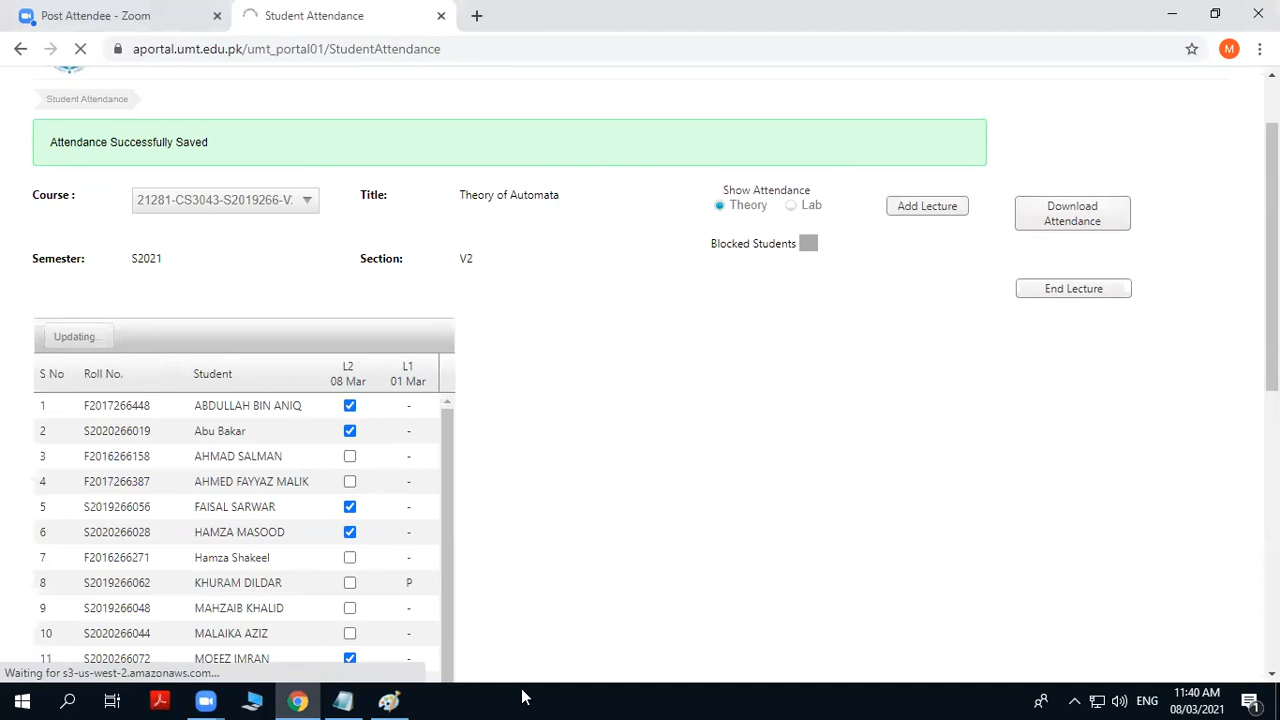 Post Attendee - Zoom
Student Attendance
aportal.umt.edu.pk/umt_portal01/StudentAttendance
M
Student Attendance
Attendance Successfully Saved
Course :
21281-CS3043-S2019266-V.
Title:
Theory of Automata
Show Attendance
Theory
Lab
Add Lecture
Download
Attendance
Blocked Students
Semester:
S2021
Section:
V2
End Lecture
Updating...
S No Roll No. Student L2 08 Mar L1 01 Mar
1 F2017266448 ABDULLAH BIN ANIQ -
2 S2020266019 Abu Bakar -
3 F2016266158 AHMAD SALMAN -
4 F2017266387 AHMED FAYYAZ MALIK -
5 S2019266056 FAISAL SARWAR -
6 S2020266028 HAMZA MASOOD -
7 F2016266271 Hamza Shakeel -
8 S2019266062 KHURAM DILDAR P
9 S2019266048 MAHZAIB KHALID -
10 S2020266044 MALAIKA AZIZ -
11 S2020266072 MOEEZ IMRAN -
Waiting for s3-us-west-2.amazonaws.com...
ENG
11:40 AM
08/03/2021
1